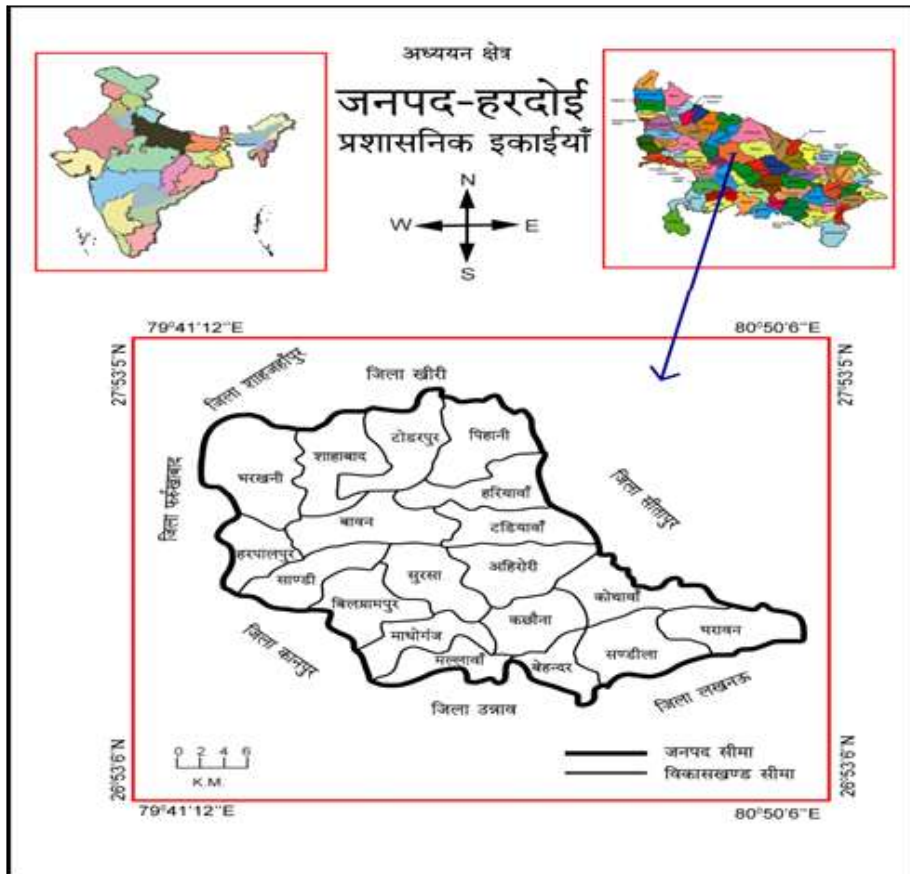 अध्ययन क्षेत्र
जनपद-हरदोई
प्रशासनिक इकाईयाँ
N
W E
S
79°41'12"E 80°50'6"E
27°53'5"N 27°53'5"N
जिला शाहजहाँपुर
जिला खीरी
जिला फर्रुखाबाद
जिला सीतापुर
टोडरपुर
पिहानी
शाहाबाद
भरखनी
हरियावाँ
बावन
टडियावाँ
हरपालपुर
साण्डी
सुरसा
अहिरोरी
कोथावाँ
बिलग्रामपुर
कछौना
भरावन
माधोगंज
मल्लावाँ
बेहन्दर
सण्डीला
जिला कानपुर
जिला उन्नाव
जिला लखनऊ
0 2 4 6
K.M.
जनपद सीमा
विकासखण्ड सीमा
26°53'6"N 26°53'6"N
79°41'12"E 80°50'6"E